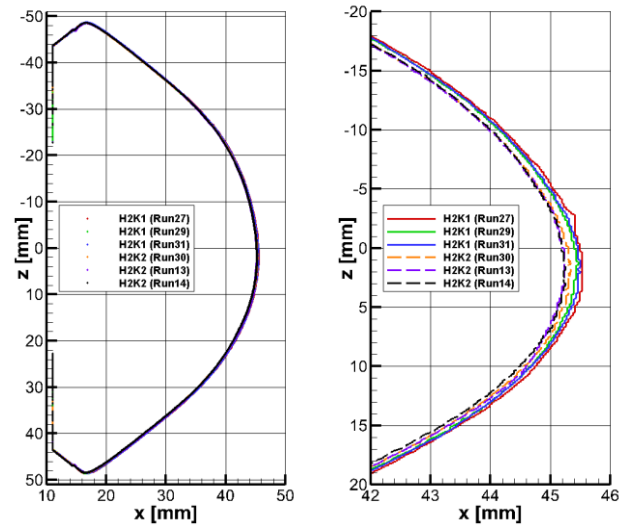 -50
-40
-30
-20
-10
0
10
20
30
40
50
10
20
30
40
50
z [mm]
x [mm]
H2K1 (Run27)
H2K1 (Run29)
H2K1 (Run31)
H2K2 (Run30)
H2K2 (Run13)
H2K2 (Run14)
-20
-15
-10
-5
0
5
10
15
20
42
43
44
45
46
z [mm]
x [mm]
H2K1 (Run27)
H2K1 (Run29)
H2K1 (Run31)
H2K2 (Run30)
H2K2 (Run13)
H2K2 (Run14)